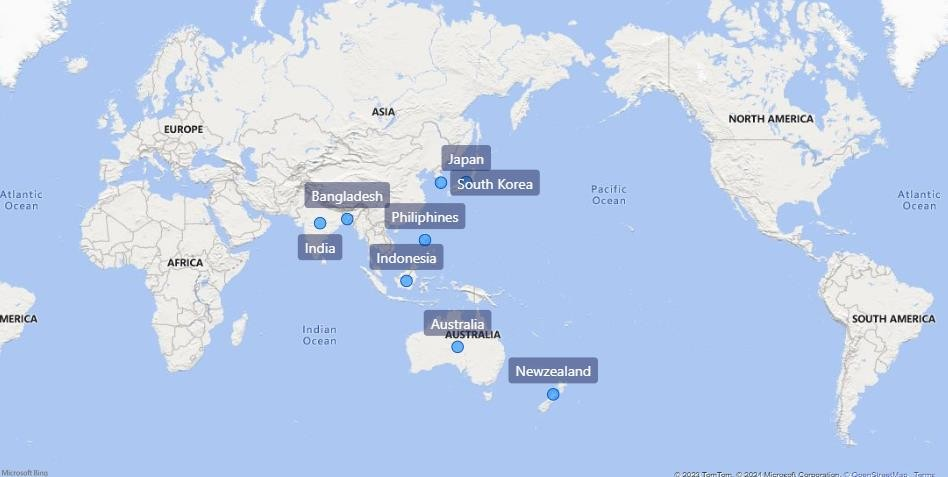 ASIA
NORTH AMERICA
EUROPE
Japan
South Korea
Bangladesh
Atlantic
Ocean
Pacific
Ocean
Atlantic
Ocean
Philiphines
India
Indonesia
AFRICA
MERICA
Indian
Ocean
Australia
AUSTRALIA
SOUTH AMERICA
Newzealand
Microsoft Bing
© 2023 TomTom, © 2024 Microsoft Corporation, © OpenStreetMap Terms